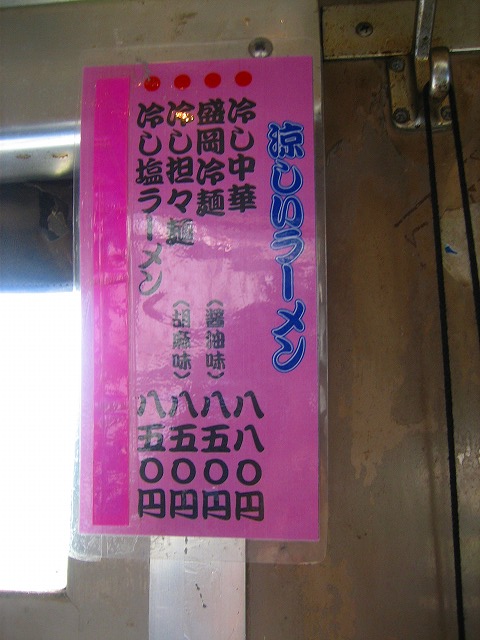 涼しいラーメン
冷し中華 八八〇円
盛岡冷麺 (醤油味) 八五〇円
冷し担々麺 (胡麻味) 八五〇円
冷し塩ラーメン 八五〇円